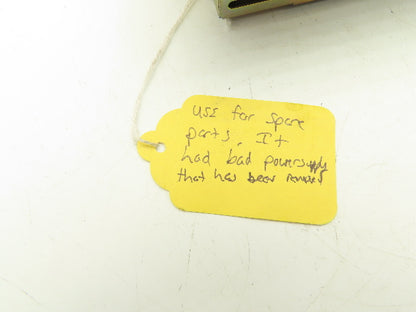 use for spare
parts. It
had bad powersupply
that has been removed